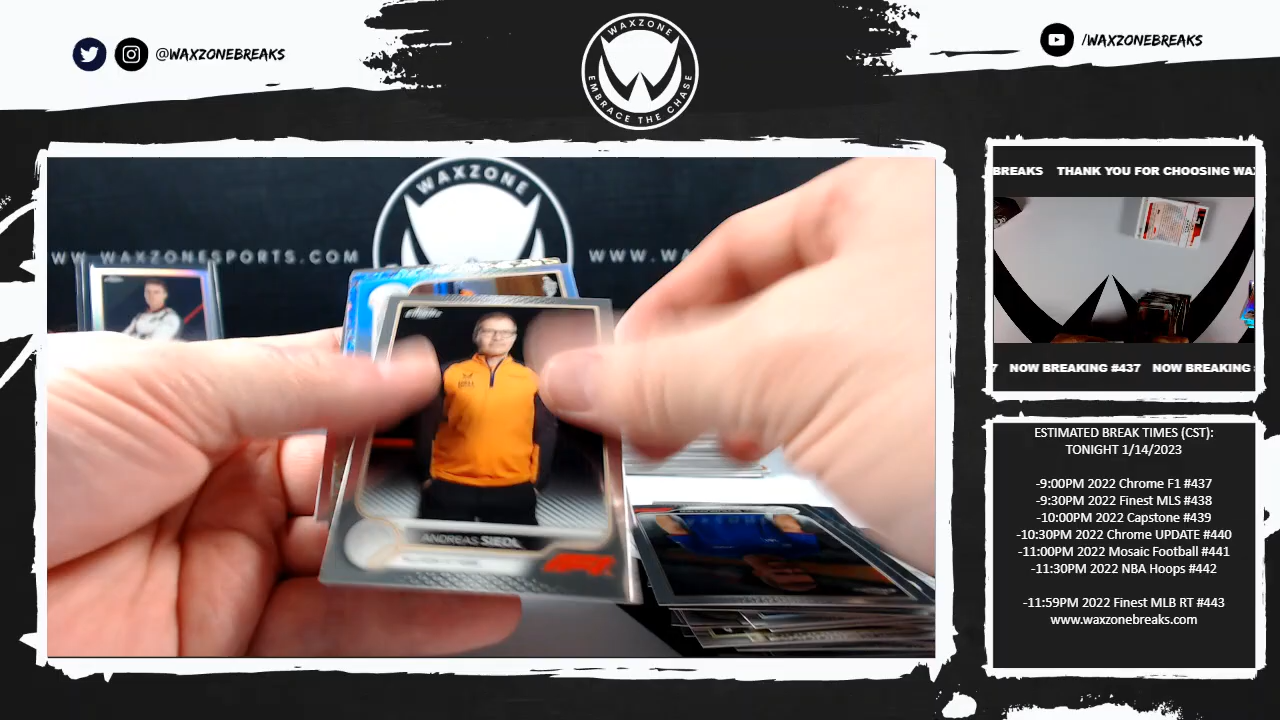 @WAXZONEBREAKS
WAXZONE
EMBRACE THE CHASE
/WAXZONEBREAKS
WAXZONE
WWW.WAXZONESPORTS.COM
WWW.WA
ANDREAS SEIDL
BREAKS THANK YOU FOR CHOOSING WAX
NOW BREAKING #437 NOW BREAKING
ESTIMATED BREAK TIMES (CST):
TONIGHT 1/14/2023
-9:00PM 2022 Chrome F1 #437
-9:30PM 2022 Finest MLS #438
-10:00PM 2022 Capstone #439
-10:30PM 2022 Chrome UPDATE #440
-11:00PM 2022 Mosaic Football #441
-11:30PM 2022 NBA Hoops #442
-11:59PM 2022 Finest MLB RT #443
www.waxzonebreaks.com